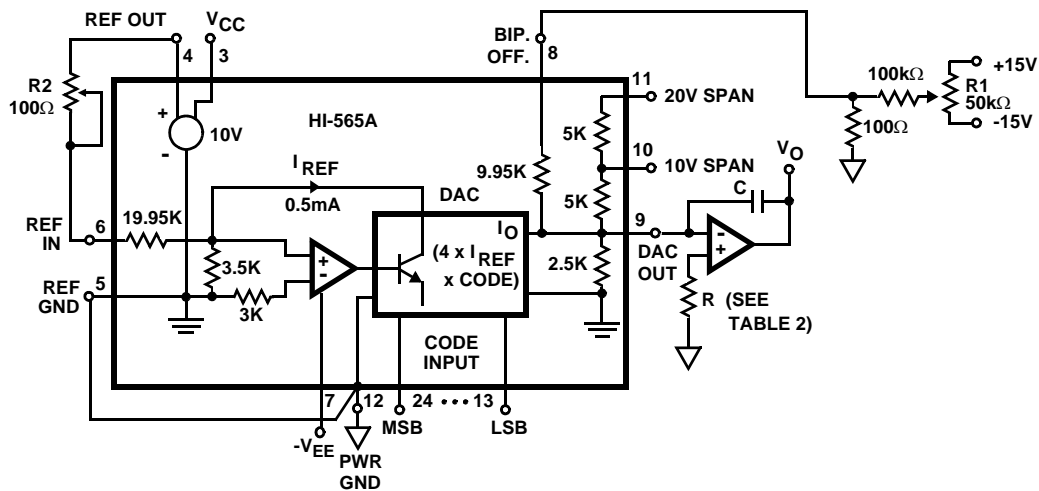 REF OUT
VCC
4
3
R2
100Ω
+
-
10V
HI-565A
BIP.
OFF.
8
11
20V SPAN
5K
10
10V SPAN
5K
9.95K
100kΩ
R1
50kΩ
+15V
-15V
100Ω
VO
C
IREF
0.5mA
DAC
REF
IN
6
19.95K
3.5K
3K
+
-
IO
(4 x IREF
x CODE)
2.5K
9
DAC
OUT
-
+
R (SEE
TABLE 2)
REF
GND
5
CODE
INPUT
7
12
24 ••• 13
MSB
LSB
-VEE
PWR
GND